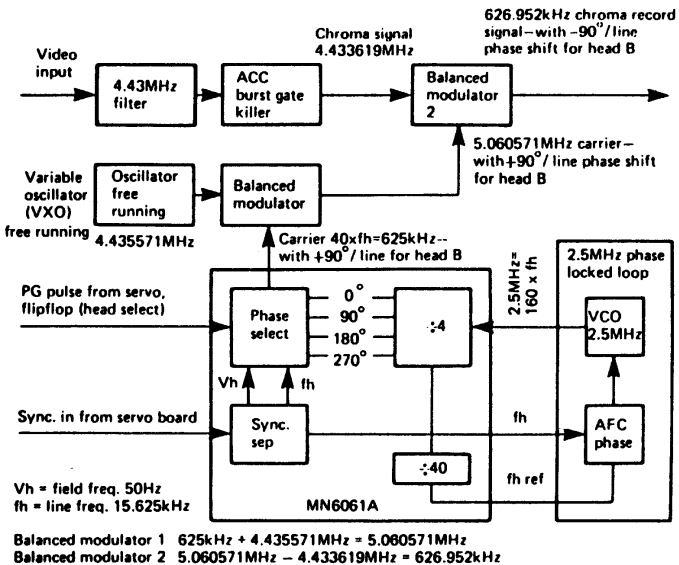 626.952kHz chroma record
signal–with –90°/line
phase shift for head B
Chroma signal
4.433619MHz
Video
input
4.43MHz
filter
ACC
burst gate
killer
Balanced
modulator
2
5.060571MHz carrier–
with+90°/line phase shift
for head B
Variable
oscillator
(VXO)
free running
Oscillator
free
running
4.435571MHz
Balanced
modulator
Carrier 40xfh=625kHz--
with +90°/line for head B
2.5MHz phase
locked loop
2.5MHz=
160 x fh
PG pulse from servo,
flipflop (head select)
Phase
select
0°
90°
180°
270°
÷4
VCO
2.5MHz
Vh
fh
Sync. in from servo board
Sync.
sep
fh
AFC
phase
÷40
fh ref
Vh = field freq. 50Hz
fh = line freq. 15.625kHz
MN6061A
Balanced modulator 1 625kHz + 4.435571MHz = 5.060571MHz
Balanced modulator 2 5.060571MHz – 4.433619MHz = 626.952kHz